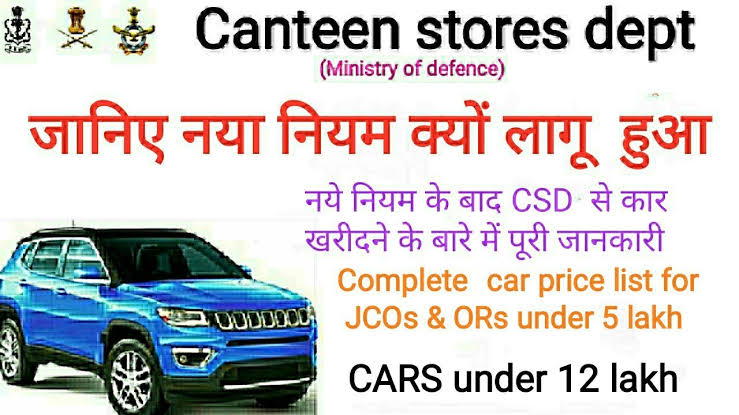 Canteen stores dept
(Ministry of defence)
जानिए नया नियम क्यों लागू हुआ
नये नियम के बाद CSD से कार
खरीदने के बारे में पूरी जानकारी
Complete car price list for
JCOs & ORs under 5 lakh
CARS under 12 lakh